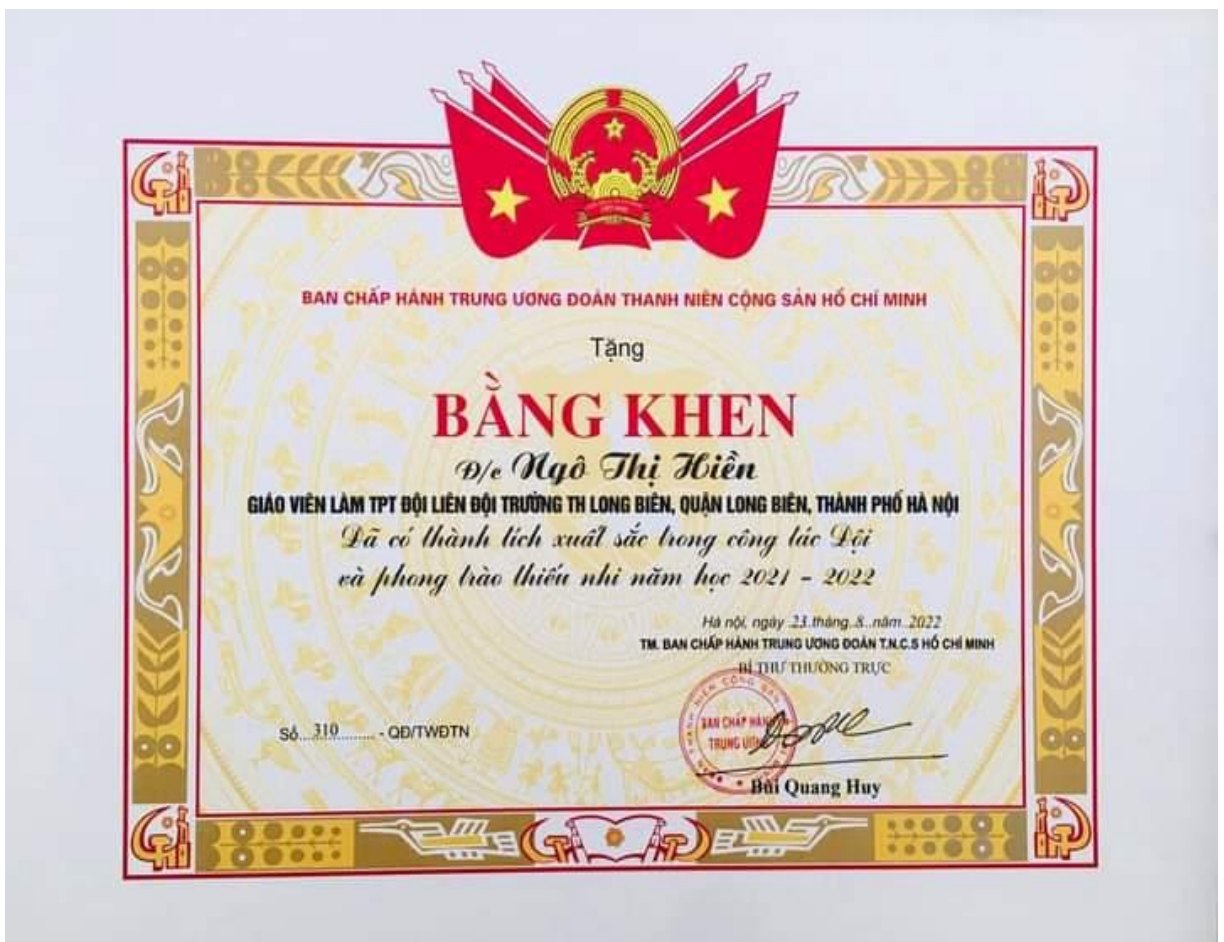 BAN CHẤP HÀNH TRUNG ƯƠNG ĐOÀN THANH NIÊN CỘNG SẢN HỒ CHÍ MINH
Tặng
BẰNG KHEN
Đ/c Ngô Thị Hiền
GIÁO VIÊN LÀM TPT ĐỘI LIÊN ĐỘI TRƯỜNG TH LONG BIÊN, QUẬN LONG BIÊN, THÀNH PHỐ HÀ NỘI
Đã có thành tích xuất sắc trong công tác Đội
và phong trào thiếu nhi năm học 2021 - 2022
Hà nội, ngày 23 tháng 8 năm 2022
TM. BAN CHẤP HÀNH TRUNG ƯƠNG ĐOÀN T.N.C.S HỒ CHÍ MINH
BÍ THƯ THƯỜNG TRỰC
BAN CHẤP HÀNH
TRUNG ƯƠNG
Số 310 - QĐ/TWĐTN
Bùi Quang Huy